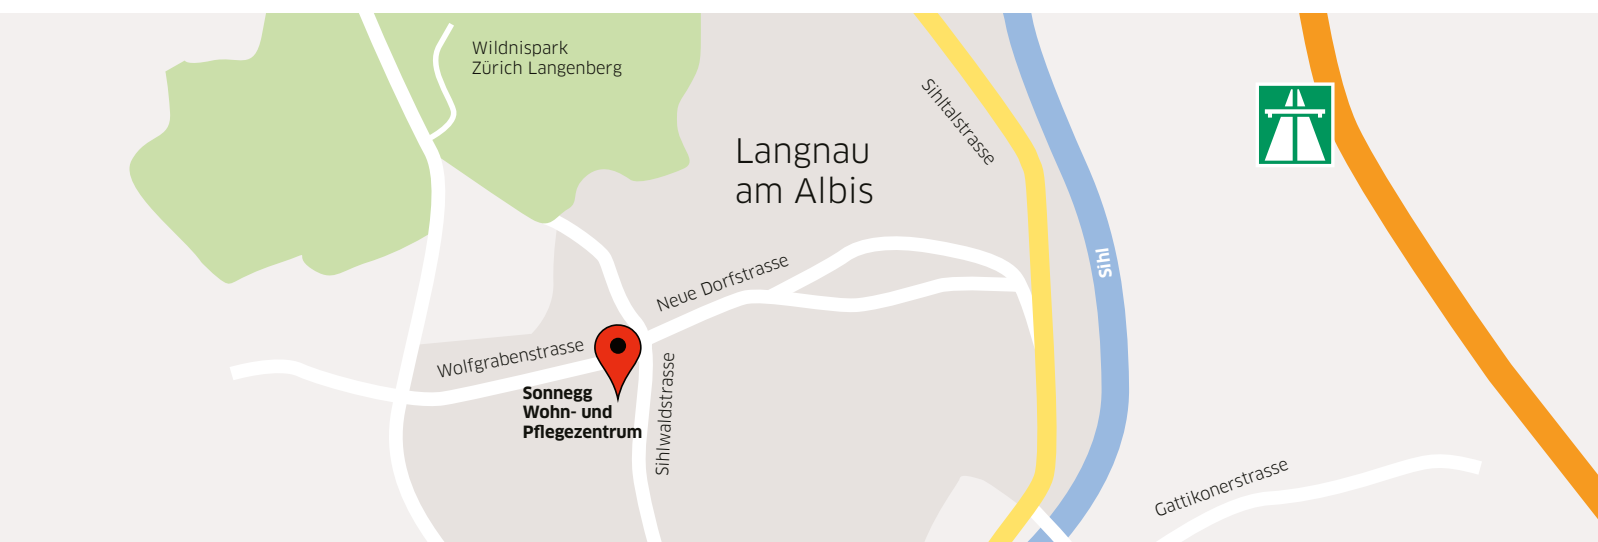 Wildnispark
Zürich Langenberg
Sihltalstrasse
Langnau
am Albis
Sihl
Neue Dorfstrasse
Wolfgrabenstrasse
Sonnegg
Wohn- und
Pflegezentrum
Sihlwaldstrasse
Gattikonerstrasse